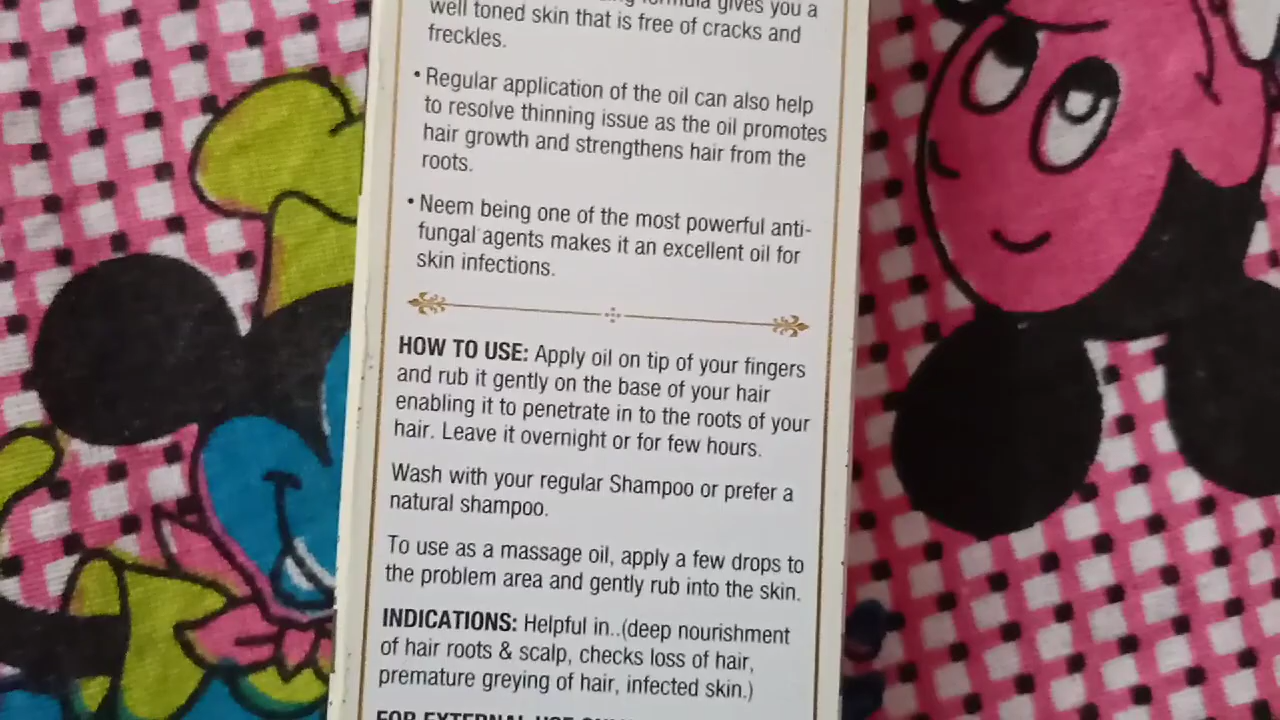 formula gives you a
well toned skin that is free of cracks and
freckles.
• Regular application of the oil can also help
to resolve thinning issue as the oil promotes
hair growth and strengthens hair from the
roots.
• Neem being one of the most powerful anti-
fungal agents makes it an excellent oil for
skin infections.
HOW TO USE: Apply oil on tip of your fingers
and rub it gently on the base of your hair
enabling it to penetrate in to the roots of your
hair. Leave it overnight or for few hours.
Wash with your regular Shampoo or prefer a
natural shampoo.
To use as a massage oil, apply a few drops to
the problem area and gently rub into the skin.
INDICATIONS: Helpful in..(deep nourishment
of hair roots & scalp, checks loss of hair,
premature greying of hair, infected skin.)
FOR EXTERNAL USE